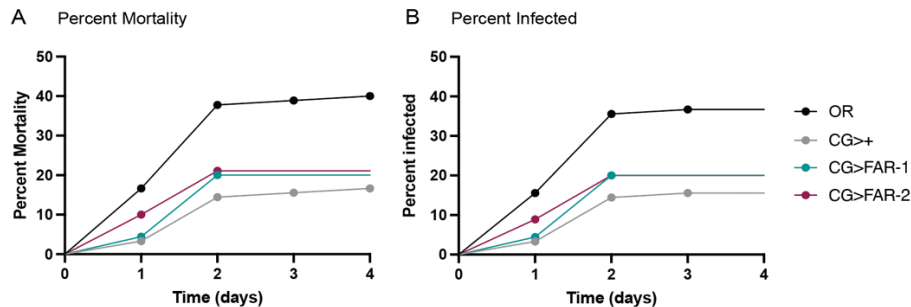 A Percent Mortality
50
40
30
20
10
0
Percent Mortality
0 1 2 3 4
Time (days)
B Percent Infected
50
40
30
20
10
0
Percent infected
0 1 2 3 4
Time (days)
OR
CG>+
CG>FAR-1
CG>FAR-2